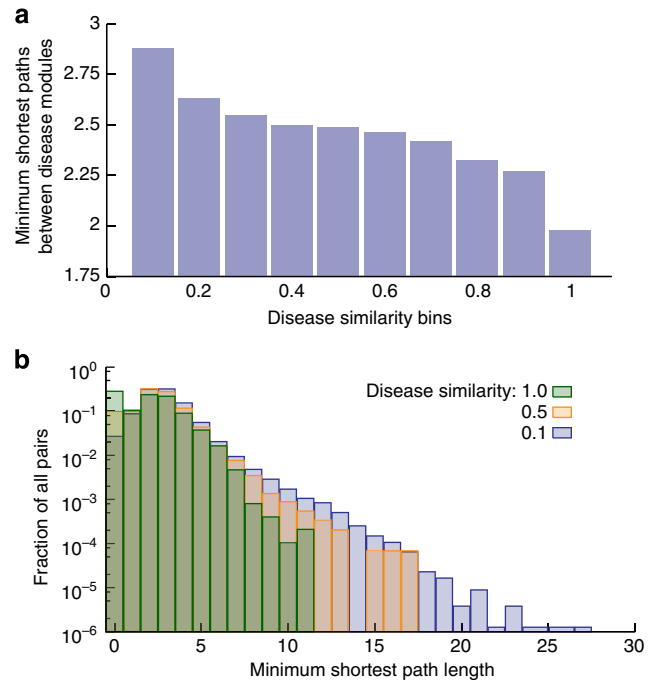 a
Minimum shortest paths
between disease modules
3
2.75
2.5
2.25
2
1.75
0 0.2 0.4 0.6 0.8 1
Disease similarity bins
b
Fraction of all pairs
10⁰
10⁻¹
10⁻²
10⁻³
10⁻⁴
10⁻⁵
10⁻⁶
Disease similarity: 1.0
0.5
0.1
0 5 10 15 20 25 30
Minimum shortest path length